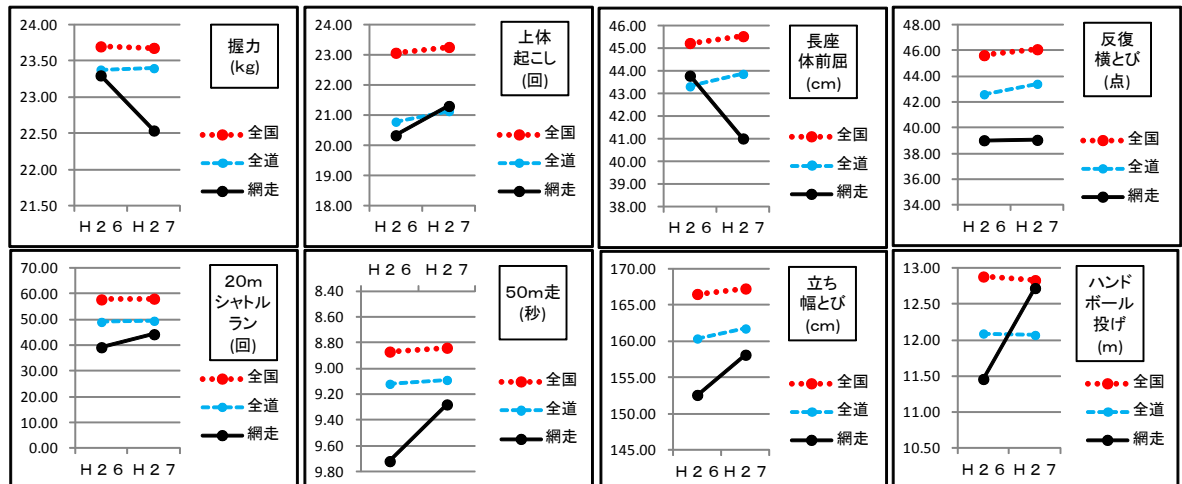 24.00
23.50
23.00
22.50
22.00
21.50
Ｈ２６ Ｈ２７
握力
(kg)
全国
全道
網走
24.00
23.00
22.00
21.00
20.00
19.00
18.00
Ｈ２６ Ｈ２７
上体
起こし
(回)
全国
全道
網走
46.00
45.00
44.00
43.00
42.00
41.00
40.00
39.00
38.00
Ｈ２６ Ｈ２７
長座
体前屈
(cm)
全国
全道
網走
48.00
46.00
44.00
42.00
40.00
38.00
36.00
34.00
Ｈ２６ Ｈ２７
反復
横とび
(点)
全国
全道
網走
70.00
60.00
50.00
40.00
30.00
20.00
10.00
0.00
Ｈ２６ Ｈ２７
20m
シャトル
ラン
(回)
全国
全道
網走
Ｈ２６ Ｈ２７
8.40
8.60
8.80
9.00
9.20
9.40
9.60
9.80
50m走
(秒)
全国
全道
網走
170.00
165.00
160.00
155.00
150.00
145.00
Ｈ２６ Ｈ２７
立ち
幅とび
(cm)
全国
全道
網走
13.00
12.50
12.00
11.50
11.00
10.50
Ｈ２６ Ｈ２７
ハンド
ボール
投げ
(m)
全国
全道
網走